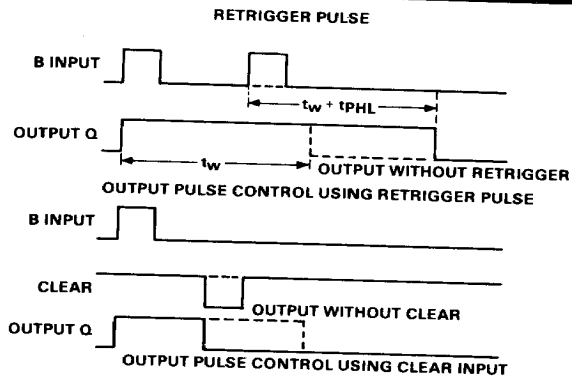 RETRIGGER PULSE
B INPUT
tw + tPHL
OUTPUT Q
tw
OUTPUT WITHOUT RETRIGGER
OUTPUT PULSE CONTROL USING RETRIGGER PULSE
B INPUT
CLEAR
OUTPUT WITHOUT CLEAR
OUTPUT Q
OUTPUT PULSE CONTROL USING CLEAR INPUT